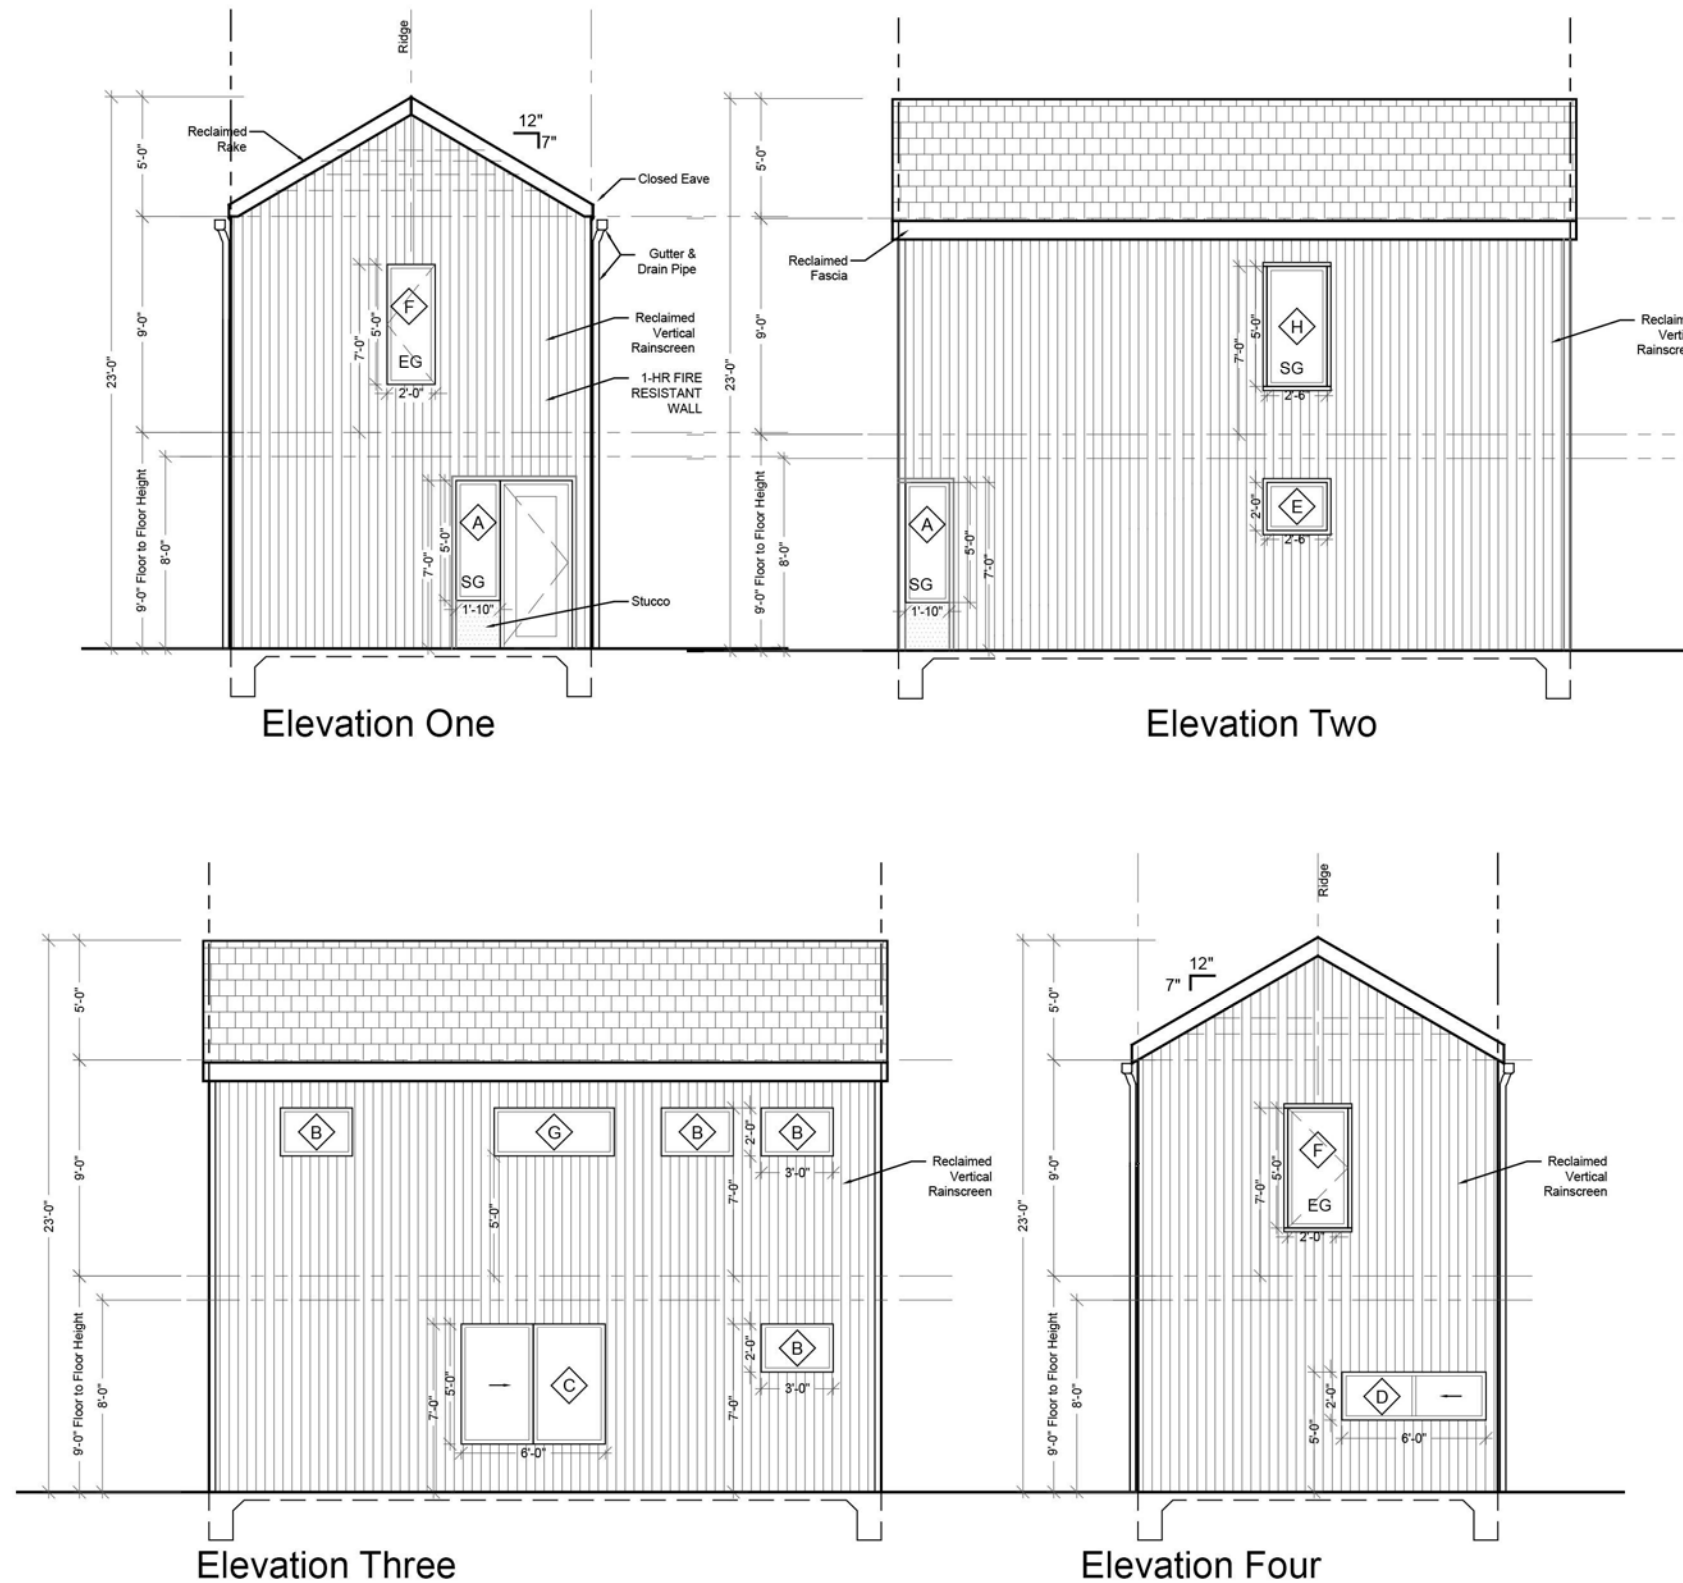 Ridge
Reclaimed
Rake
12"
7"
Closed Eave
Gutter &
Drain Pipe
Reclaimed
Vertical
Rainscreen
1-HR FIRE
RESISTANT
WALL
Stucco
5'-0"
9'-0"
23'-0"
9'-0" Floor to Floor Height
8'-0"
7'-0"
5'-0"
F
EG
2'-0"
7'-0"
5'-0"
A
SG
1'-10"
Elevation One
5'-0"
9'-0"
23'-0"
9'-0" Floor to Floor Height
8'-0"
Reclaimed
Fascia
7'-0"
5'-0"
H
SG
2'-6"
2'-0"
E
2'-6"
A
SG
1'-10"
5'-0"
7'-0"
Reclaim
Verti
Rainscre
Elevation Two
5'-0"
9'-0"
23'-0"
9'-0" Floor to Floor Height
8'-0"
B
G
B
B
2'-0"
3'-0"
7'-0"
5'-0"
Reclaimed
Vertical
Rainscreen
7'-0"
5'-0"
C
6'-0"
B
2'-0"
3'-0"
7'-0"
Elevation Three
Ridge
12"
7"
5'-0"
9'-0"
23'-0"
9'-0" Floor to Floor Height
8'-0"
7'-0"
5'-0"
F
EG
2'-0"
Reclaimed
Vertical
Rainscreen
5'-0"
2'-0"
D
6'-0"
Elevation Four